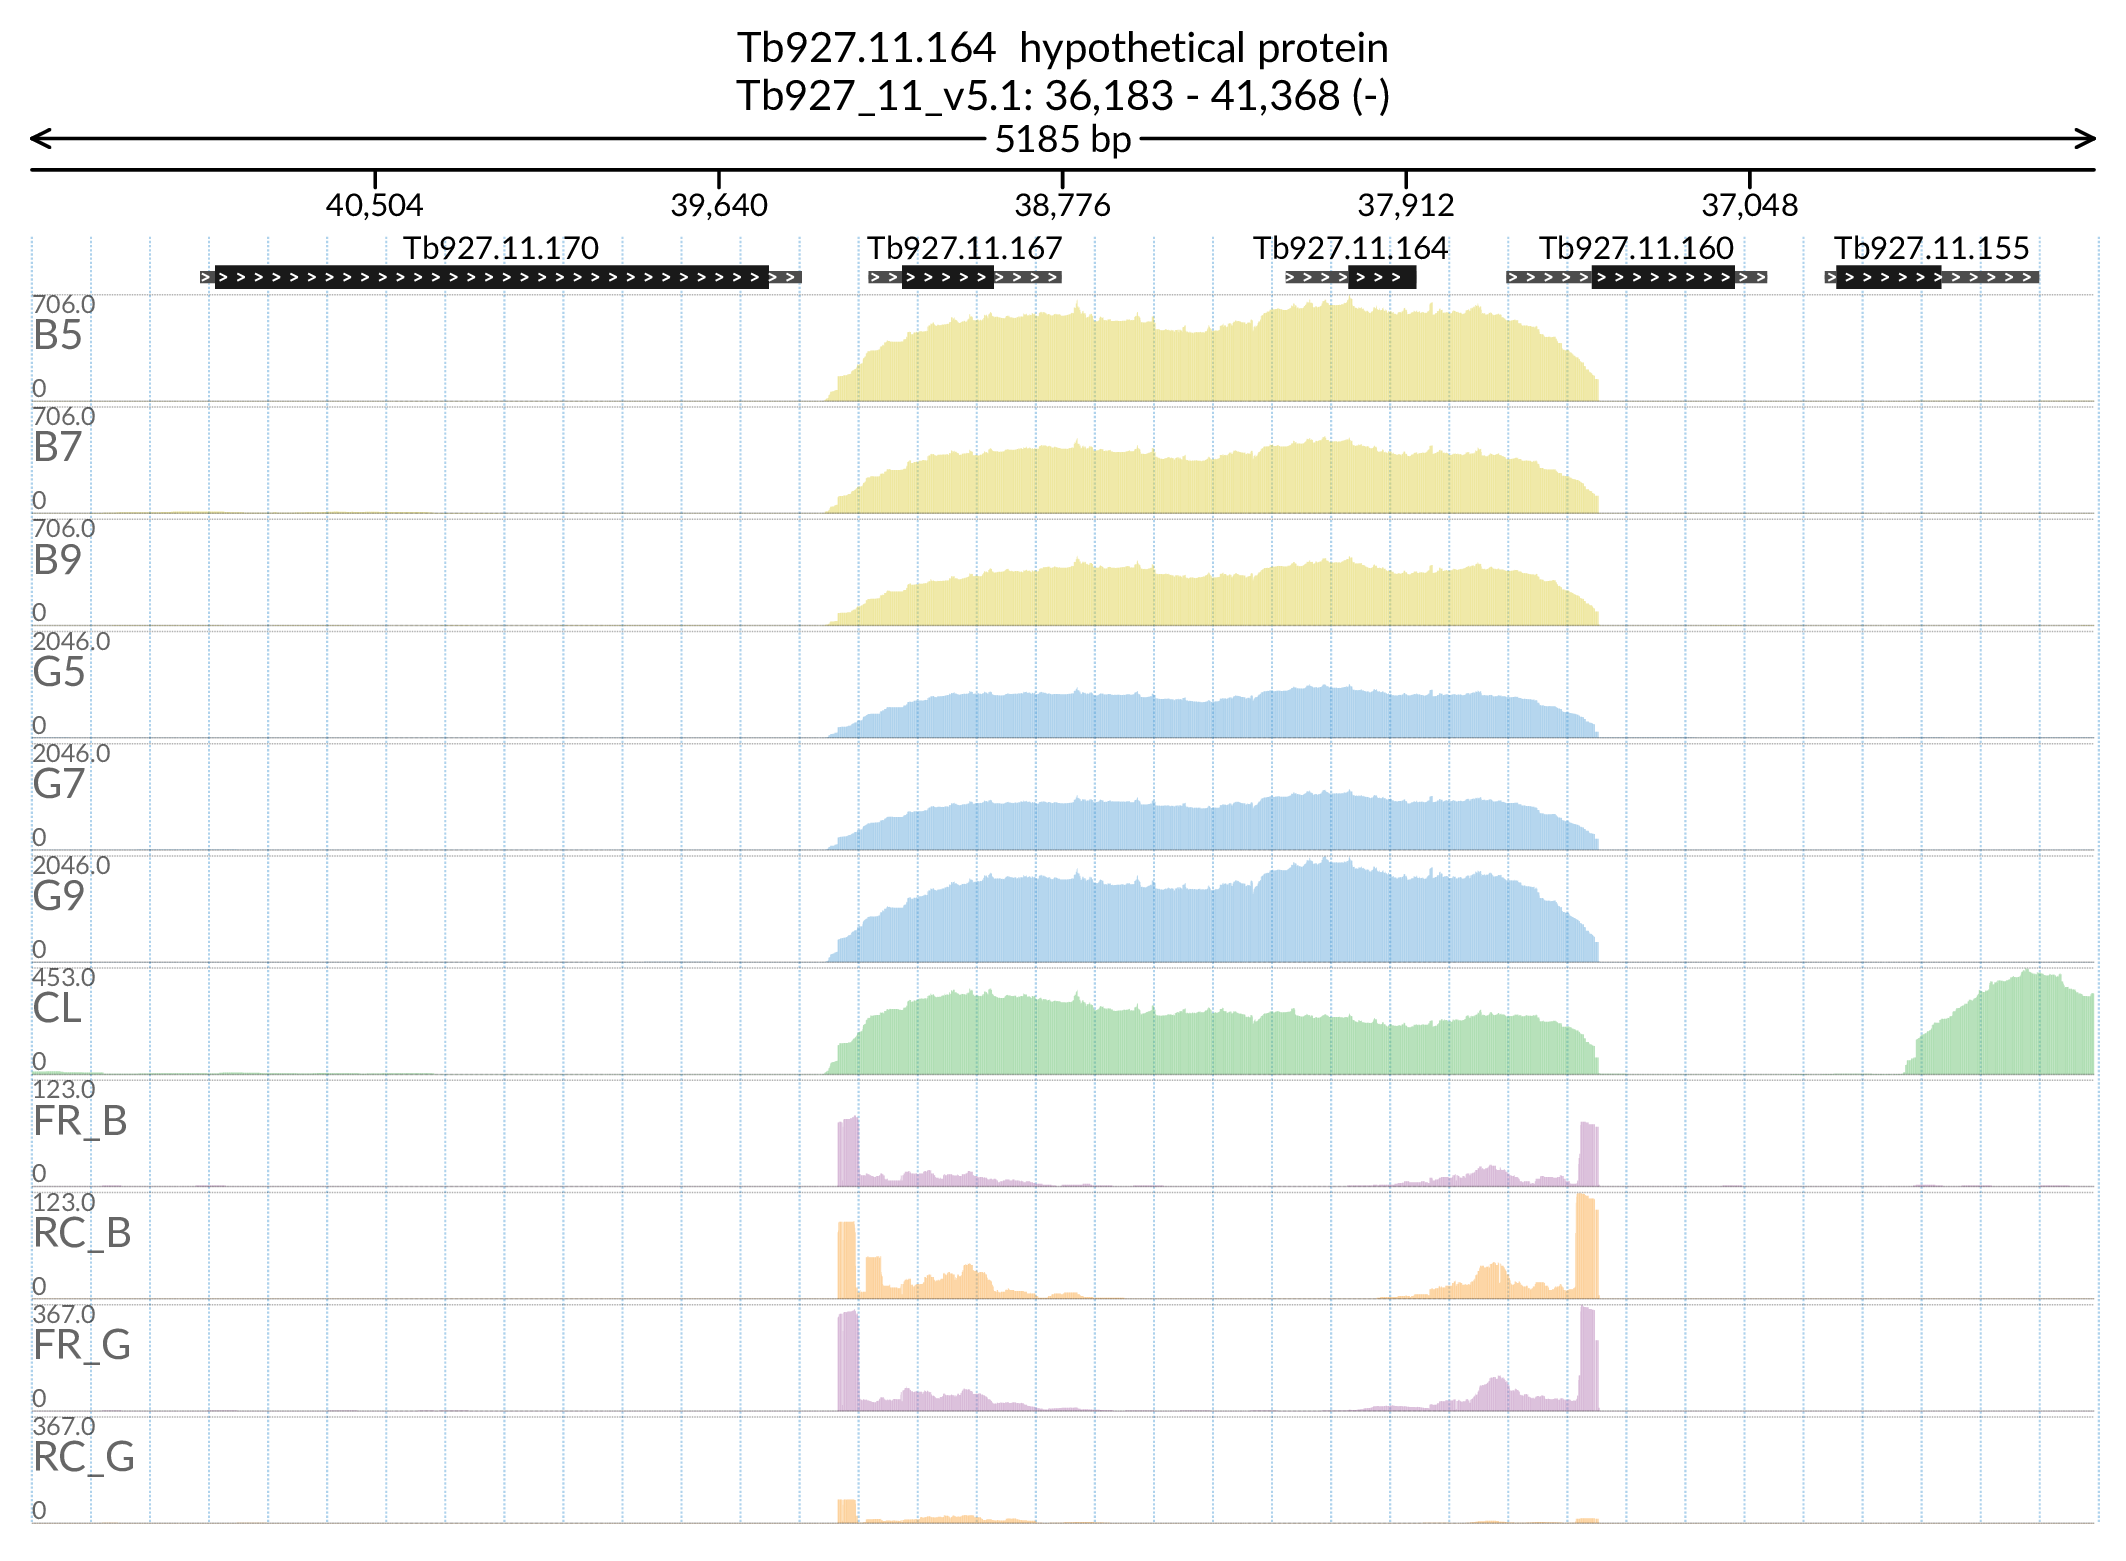 Tb927.11.164  hypothetical protein
Tb927_11_v5.1: 36,183 - 41,368 (-)
5185 bp
40,504 39,640 38,776 37,912 37,048
Tb927.11.170 Tb927.11.167 Tb927.11.164 Tb927.11.160 Tb927.11.155
706.0
B5
0
706.0
B7
0
706.0
B9
0
2046.0
G5
0
2046.0
G7
0
2046.0
G9
0
453.0
CL
0
123.0
FR_B
0
123.0
RC_B
0
367.0
FR_G
0
367.0
RC_G
0